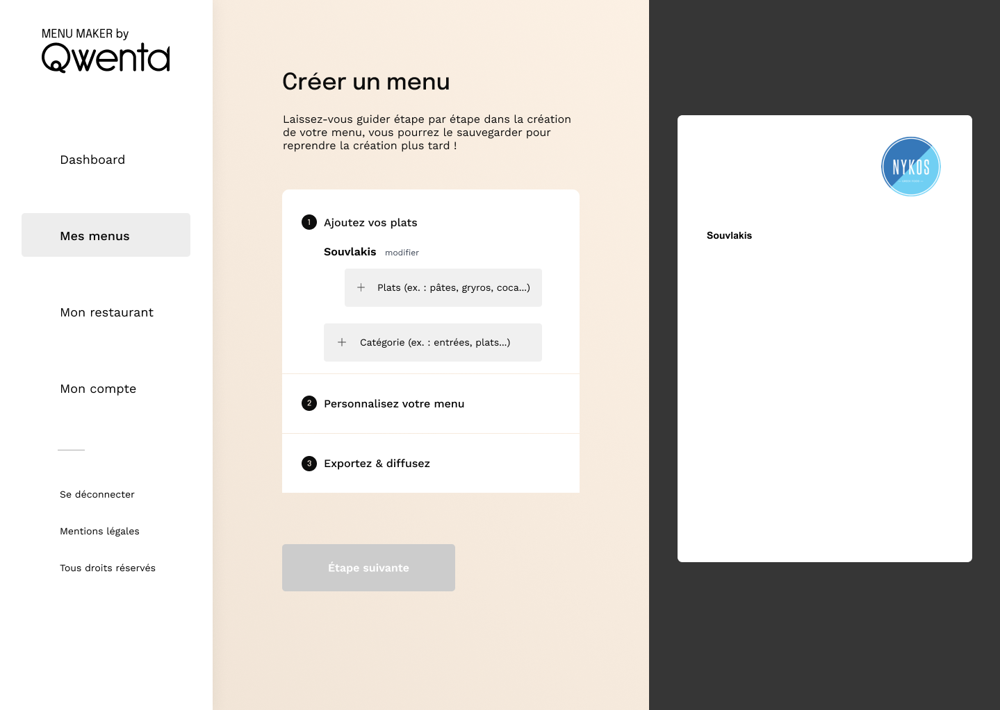 MENU MAKER by
Qwenta
Dashboard
Mes menus
Mon restaurant
Mon compte
Se déconnecter
Mentions légales
Tous droits réservés
Créer un menu
Laissez-vous guider étape par étape dans la création
de votre menu, vous pourrez le sauvegarder pour
reprendre la création plus tard !
1 Ajoutez vos plats
Souvlakis modifier
+ Plats (ex. : pâtes, gryros, coca...)
+ Catégorie (ex. : entrées, plats...)
2 Personnalisez votre menu
3 Exportez & diffusez
Étape suivante
NYKOS
Souvlakis